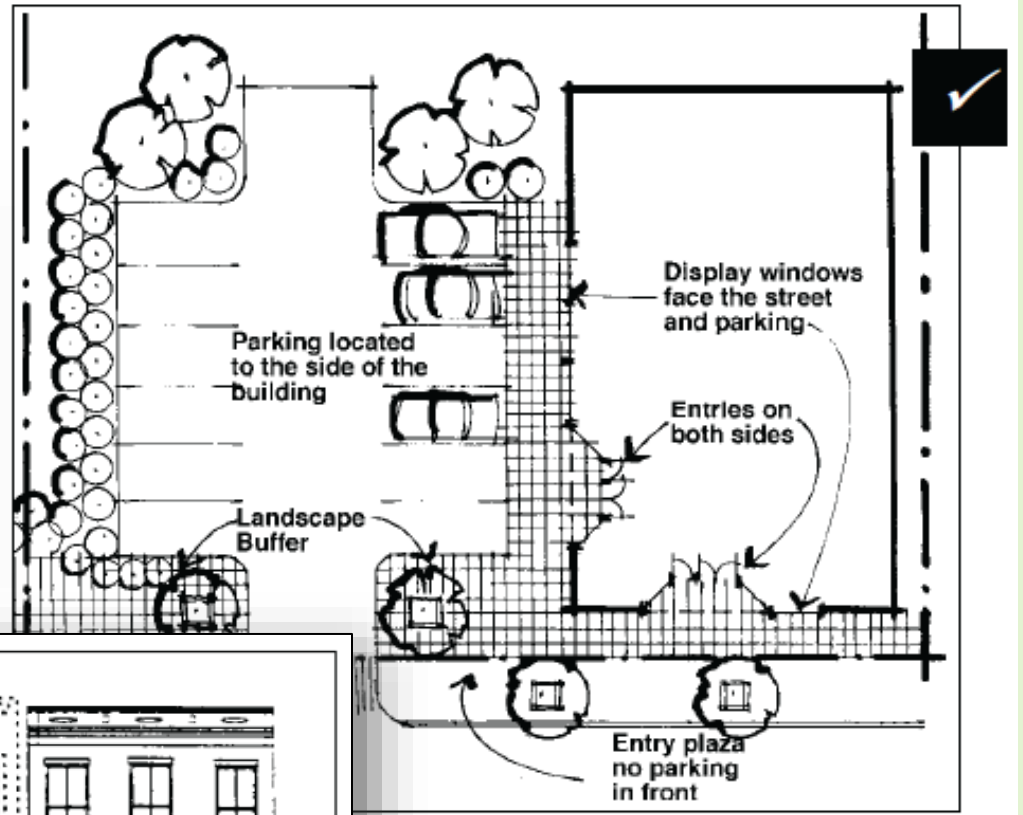 Display windows
face the street
and parking
Parking located
to the side of the
building
Entries on
both sides
Landscape
Buffer
Entry plaza
no parking
in front